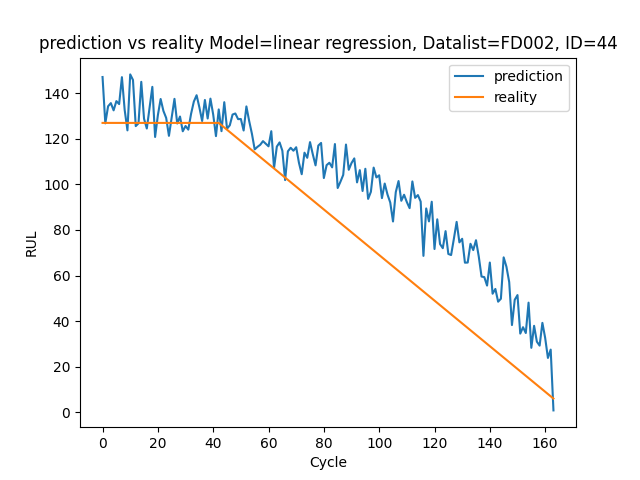 prediction vs reality Model=linear regression, Datalist=FD002, ID=44
prediction
reality
RUL
140
120
100
80
60
40
20
0
0 20 40 60 80 100 120 140 160
Cycle